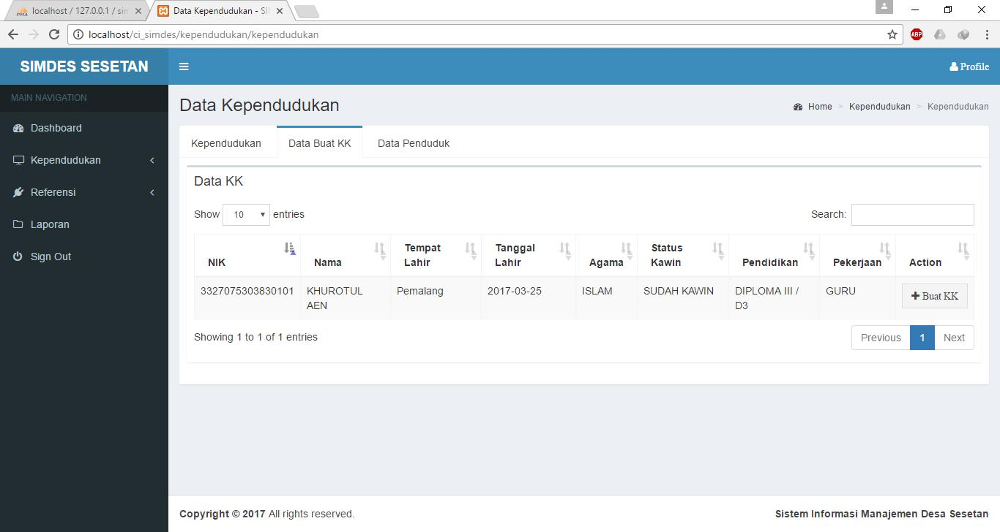 localhost / 127.0.0.1 / sim
Data Kependudukan - SI
localhost/ci_simdes/kependudukan/kependudukan
ABP
SIMDES SESETAN
Profile
MAIN NAVIGATION
Dashboard
Kependudukan
Referensi
Laporan
Sign Out
Data Kependudukan
Home > Kependudukan > Kependudukan
Kependudukan Data Buat KK Data Penduduk
Data KK
Show 10 entries
Search:
NIK Nama Tempat Lahir Tanggal Lahir Agama Status Kawin Pendidikan Pekerjaan Action
3327075303830101 KHUROTUL AEN Pemalang 2017-03-25 ISLAM SUDAH KAWIN DIPLOMA III / D3 GURU Buat KK
Showing 1 to 1 of 1 entries
Previous 1 Next
Copyright © 2017 All rights reserved.
Sistem Informasi Manajemen Desa Sesetan